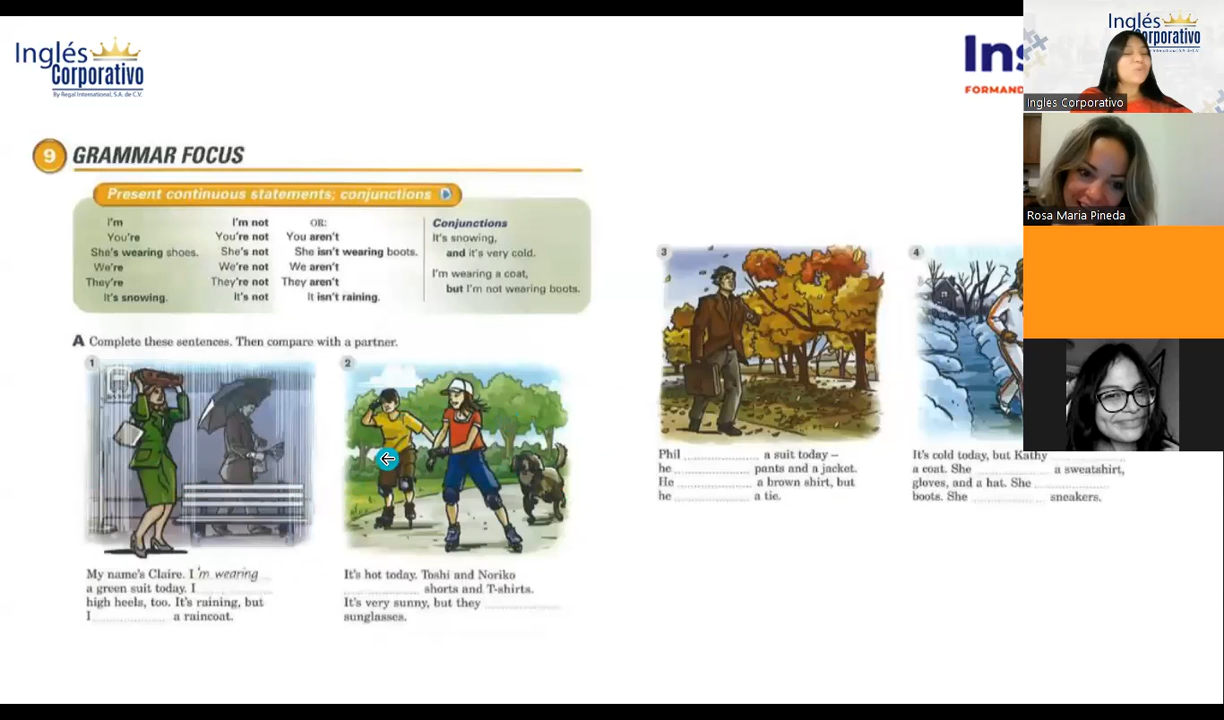 Inglés
Corporativo
By Regal International, S.A. de C.V.
Ins
FORMAND
Inglés
Corporativo
Ingles Corporativo
Rosa Maria Pineda
9 GRAMMAR FOCUS
Present continuous statements; conjunctions
I'm I'm not OR: Conjunctions
You're You're not You aren't It's snowing,
She's wearing shoes. She's not She isn't wearing boots. and it's very cold.
We're We're not We aren't I'm wearing a coat,
They're They're not They aren't but I'm not wearing boots.
It's snowing. It's not It isn't raining.
A Complete these sentences. Then compare with a partner.
1
My name's Claire. I 'm wearing
a green suit today. I
high heels, too. It's raining, but
I a raincoat.
2
It's hot today. Toshi and Noriko
shorts and T-shirts.
It's very sunny, but they
sunglasses.
3
Phil a suit today –
he pants and a jacket.
He a brown shirt, but
he a tie.
4
It's cold today, but Kathy
a coat. She a sweatshirt,
gloves, and a hat. She
boots. She sneakers.